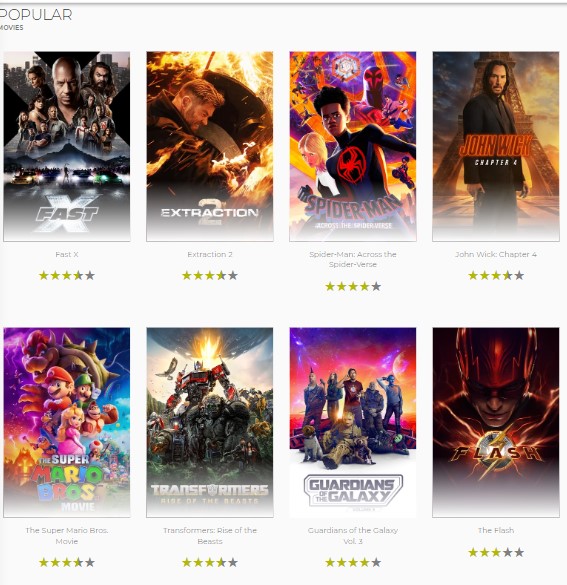 POPULAR
MOVIES
FAST X
EXTRACTION
2
SPIDER-MAN
ACROSS THE SPIDER-VERSE
JOHN WICK
CHAPTER 4
Fast X
Extraction 2
Spider-Man: Across the
Spider-Verse
John Wick: Chapter 4
THE SUPER
MARIO
BROS
MOVIE
TRANSFORMERS
RISE OF THE BEASTS
GUARDIANS
OF THE
GALAXY
FLASH
The Super Mario Bros.
Movie
Transformers: Rise of the
Beasts
Guardians of the Galaxy
Vol. 3
The Flash